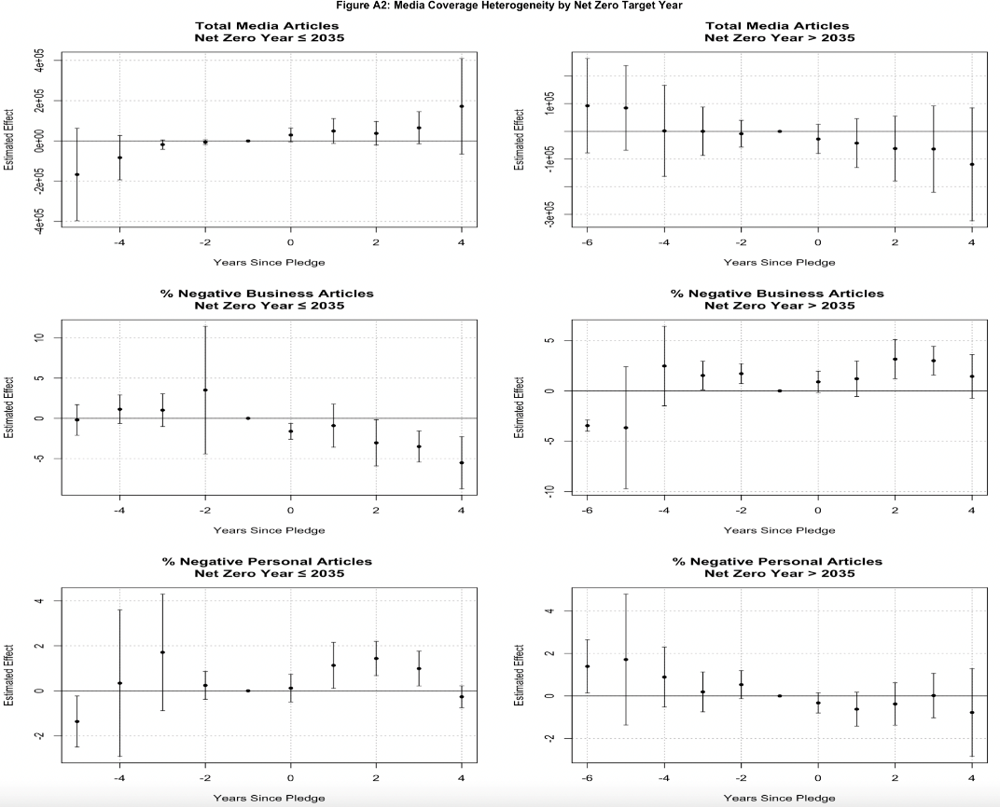 Figure A2: Media Coverage Heterogeneity by Net Zero Target Year
Total Media Articles
Net Zero Year ≤ 2035
Estimated Effect
4e+05
2e+05
0e+00
-2e+05
-4e+05
-4
-2
0
2
4
Years Since Pledge
Total Media Articles
Net Zero Year > 2035
Estimated Effect
1e+05
-1e+05
-3e+05
-6
-4
-2
0
2
4
Years Since Pledge
% Negative Business Articles
Net Zero Year ≤ 2035
Estimated Effect
10
5
0
-5
-4
-2
0
2
4
Years Since Pledge
% Negative Business Articles
Net Zero Year > 2035
Estimated Effect
5
0
-5
-10
-6
-4
-2
0
2
4
Years Since Pledge
% Negative Personal Articles
Net Zero Year ≤ 2035
Estimated Effect
4
2
0
-2
-4
-2
0
2
4
Years Since Pledge
% Negative Personal Articles
Net Zero Year > 2035
Estimated Effect
4
2
0
-2
-6
-4
-2
0
2
4
Years Since Pledge